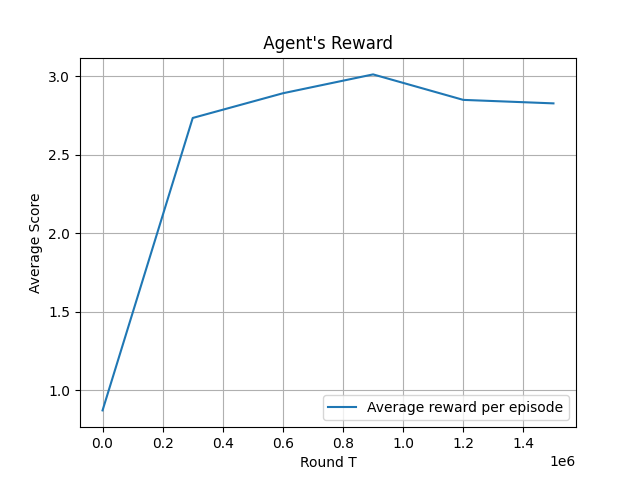 Agent's Reward
3.0
2.5
2.0
1.5
1.0
Average Score
Average reward per episode
0.0 0.2 0.4 0.6 0.8 1.0 1.2 1.4
1e6
Round T